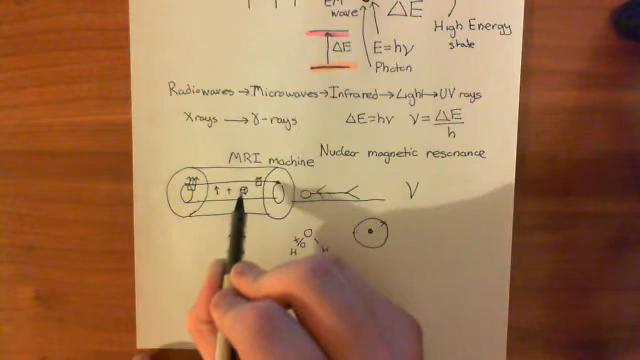 EM
wave
ΔE
High Energy
state
ΔE
E=hν
Photon
Radiowaves → Microwaves → Infrared → Light → UV rays
Xrays → γ-rays ΔE=hν ν = ΔE/h
MRI machine Nuclear magnetic resonance
ν
H H